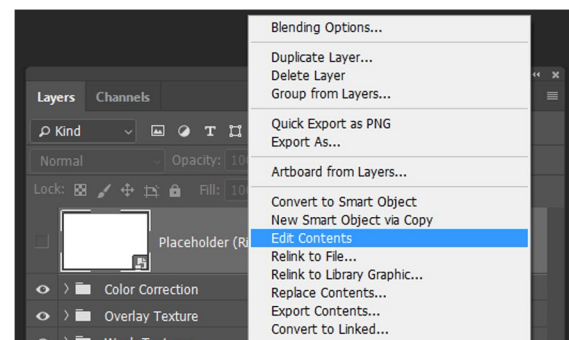 Blending Options...
Duplicate Layer...
Delete Layer
Group from Layers...
Quick Export as PNG
Export As...
Artboard from Layers...
Convert to Smart Object
New Smart Object via Copy
Edit Contents
Relink to File...
Relink to Library Graphic...
Replace Contents...
Export Contents...
Convert to Linked...
Layers Channels
Kind
Normal Opacity:
Lock: Fill:
Placeholder
Color Correction
Overlay Texture